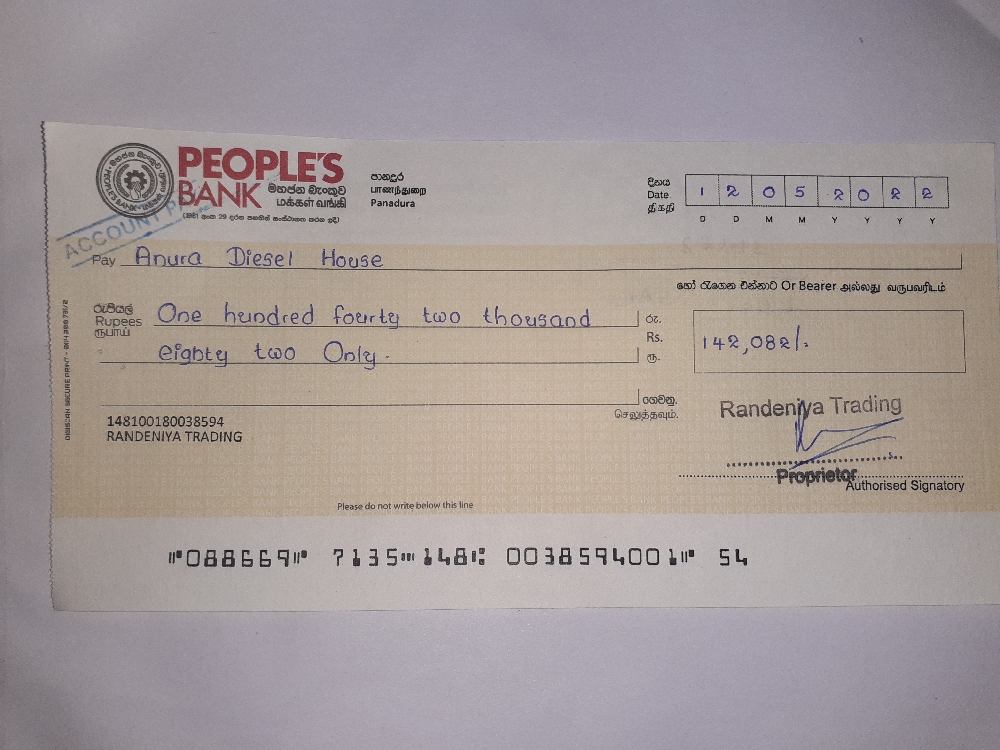 PEOPLE'S
BANK මහජන බැංකුව
மக்கள் வங்கி
පානදුර
பாணந்துறை
Panadura
දිනය
Date
திகதி
1 2 0 5 2 0 2 2
D D M M Y Y Y Y
ACCOUNT
Pay Anura Diesel House
හෝ රැගෙන එන්නාට Or Bearer அல்லது வருபவரிடம்
රුපියල්
Rupees
ரூபாய்
One hundred fourty two thousand
eighty two Only.
රු.
Rs.
ரூ.
142,082/.
ගෙවනු.
செலுத்தவும்.
148100180038594
RANDENIYA TRADING
Randeniya Trading
Proprietor
Authorised Signatory
Please do not write below this line
⑈088669⑈ 7135⑉148⑆ 0038594001⑈ 54